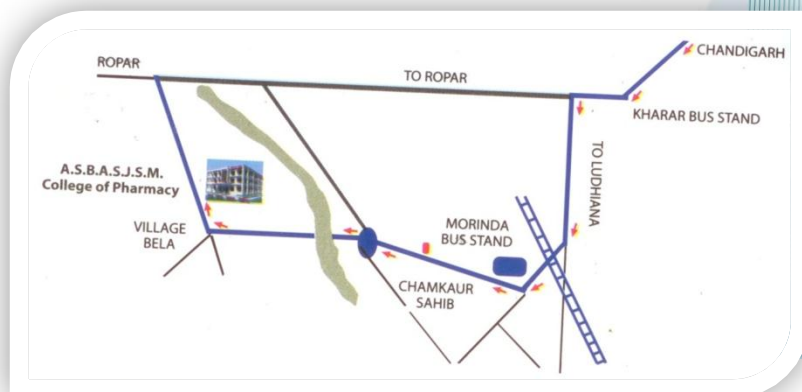 CHANDIGARH
ROPAR
TO ROPAR
KHARAR BUS STAND
TO LUDHIANA
A.S.B.A.S.J.S.M.
College of Pharmacy
VILLAGE
BELA
MORINDA
BUS STAND
CHAMKAUR
SAHIB